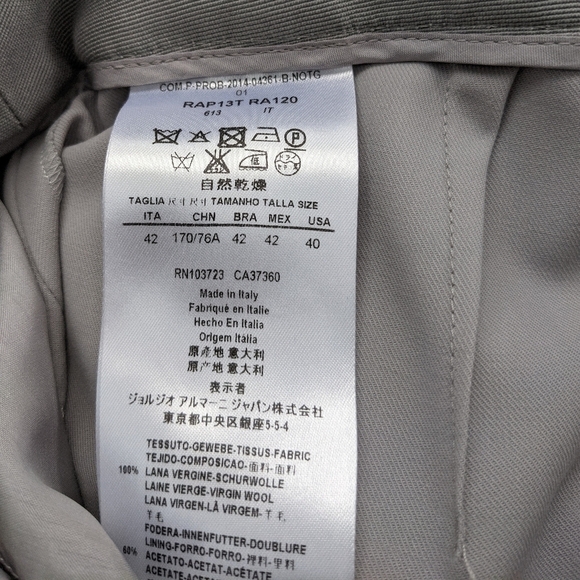 COM.P-PROB-2014-04361-B-NOTG
01
RAP13T RA120
613 IT
自然乾燥
TAGLIA 尺寸 尺寸 TAMANHO TALLA SIZE
ITA CHN BRA MEX USA
42 170/76A 42 42 40
RN103723 CA37360
Made in Italy
Fabriqué en Italie
Hecho En Italia
Origem Itália
原產地 意大利
原产地 意大利
表示者
ジョルジオ アルマーニ ジャパン株式会社
東京都中央区銀座5-5-4
TESSUTO-GEWEBE-TISSUS-FABRIC
TEJIDO-COMPOSICAO-面料-面料
100% LANA VERGINE-SCHURWOLLE
LAINE VIERGE-VIRGIN WOOL
LANA VIRGEN-LÃ VIRGEM-羊毛
羊毛
FODERA-INNENFUTTER-DOUBLURE
LINING-FORRO-FORRO-裡料-里料
60% ACETATO-ACETAT-ACETATE